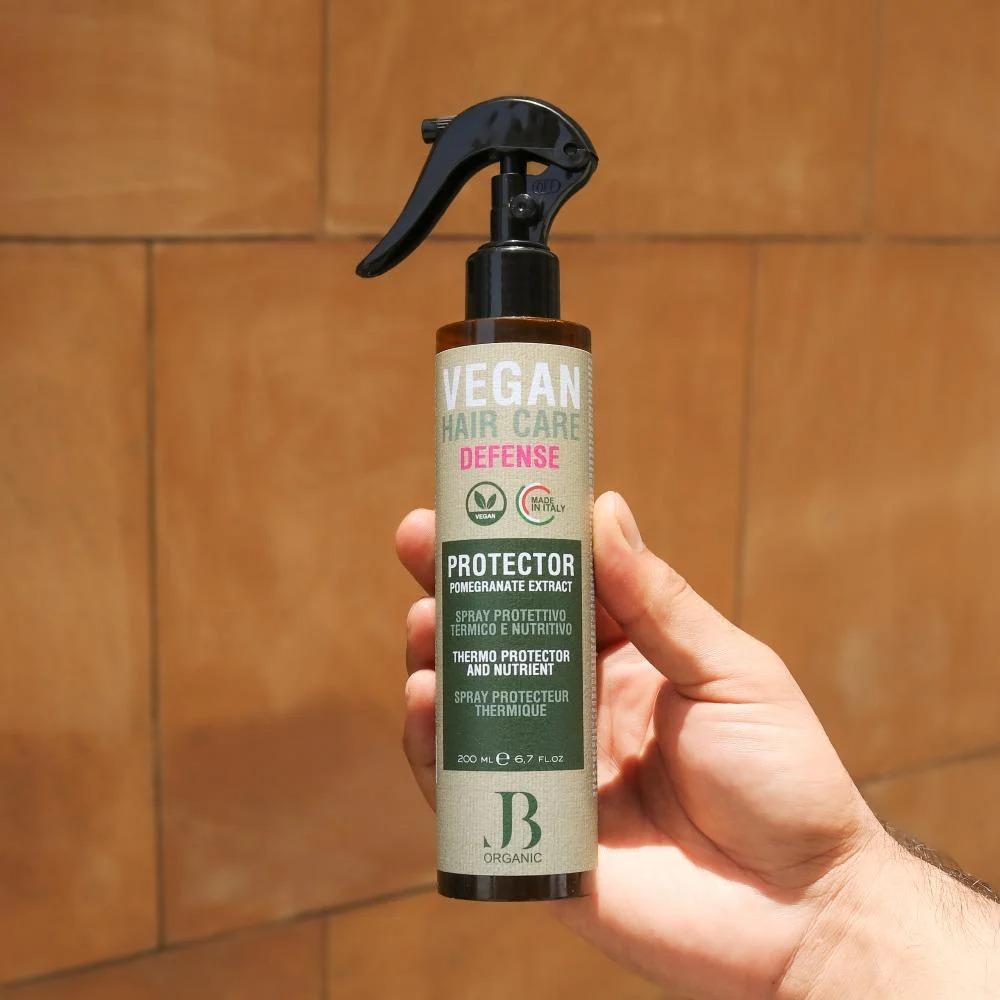 VEGAN
HAIR CARE
DEFENSE
VEGAN
MADE
IN ITALY
PROTECTOR
POMEGRANATE EXTRACT
SPRAY PROTETTIVO
TERMICO E NUTRITIVO
THERMO PROTECTOR
AND NUTRIENT
SPRAY PROTECTEUR
THERMIQUE
200 ML ℮ 6,7 FL.OZ
JB
ORGANIC